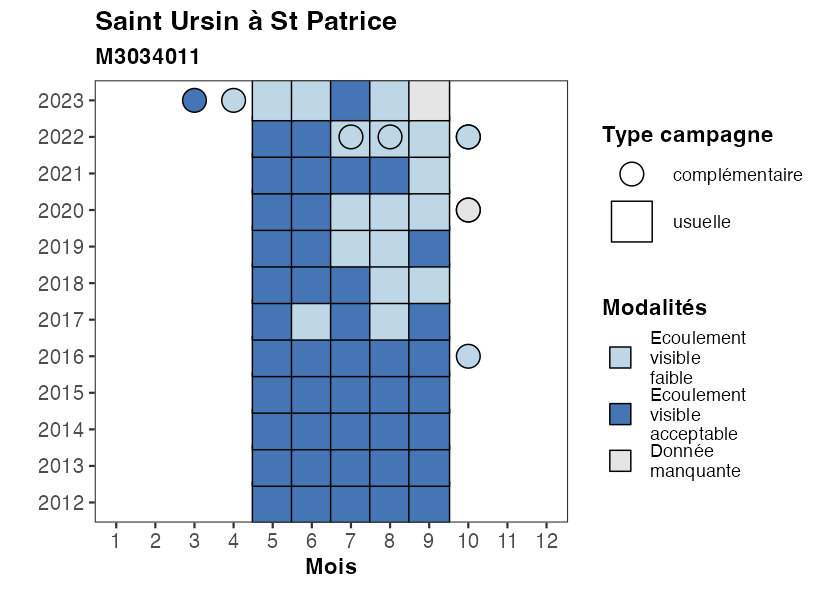 Saint Ursin à St Patrice
M3034011
2023
2022
2021
2020
2019
2018
2017
2016
2015
2014
2013
2012
1 2 3 4 5 6 7 8 9 10 11 12
Mois
Type campagne
complémentaire
usuelle
Modalités
Ecoulement
visible
faible
Ecoulement
visible
acceptable
Donnée
manquante